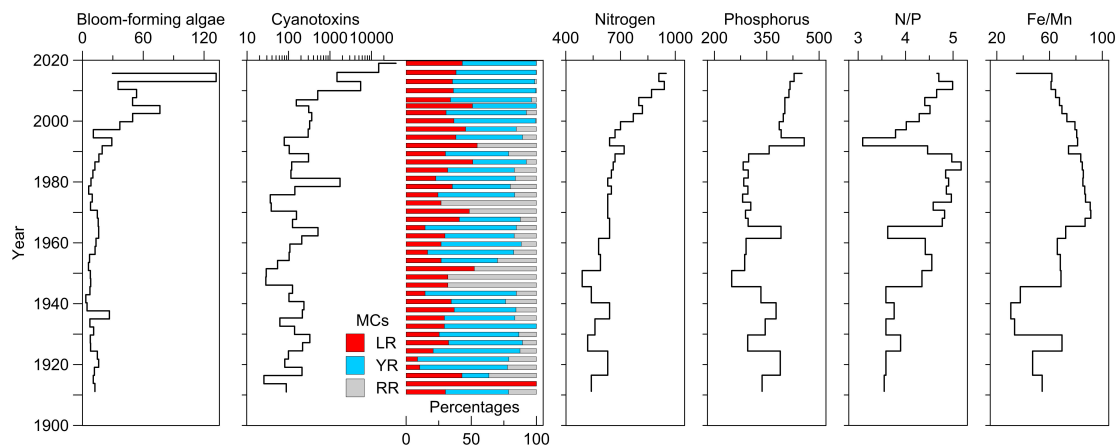 Bloom-forming algae Cyanotoxins Nitrogen Phosphorus N/P Fe/Mn
0 60 120 10 100 1000 10000 400 700 1000 200 350 500 3 4 5 20 60 100
2020
2000
1980
1960
1940
1920
1900
Year
MCs
LR
YR
RR
Percentages
0 50 100